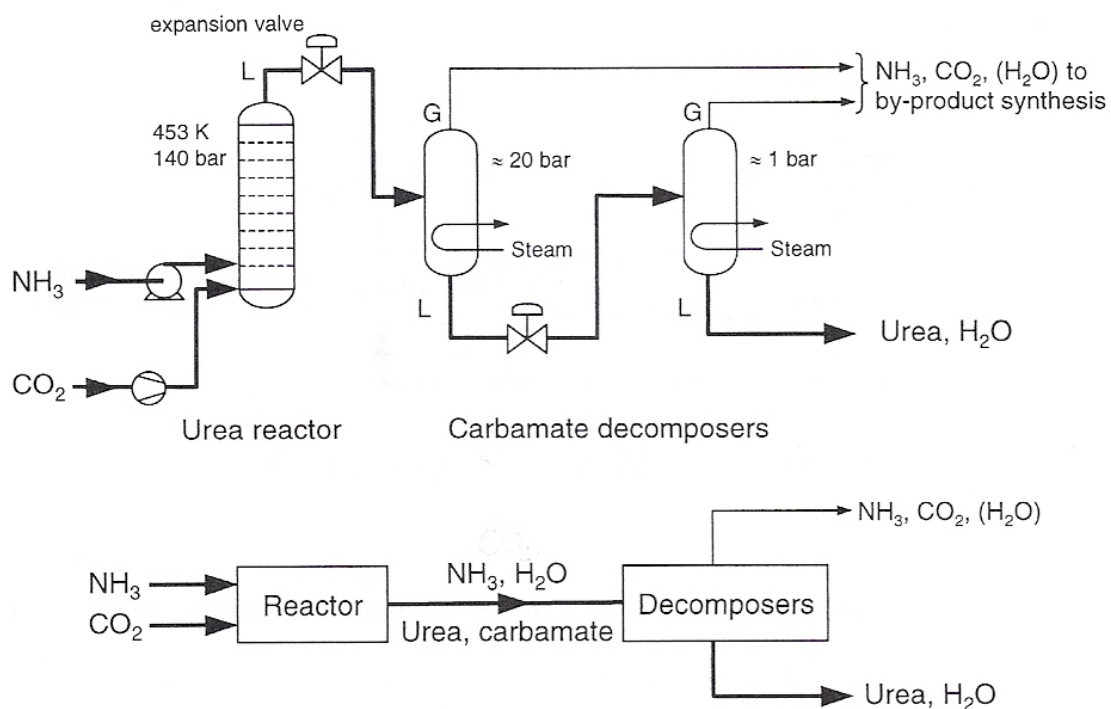 expansion valve
L
453 K
140 bar
NH₃
CO₂
G
≈ 20 bar
Steam
L
G
≈ 1 bar
Steam
L
NH₃, CO₂, (H₂O) to
by-product synthesis
Urea, H₂O
Urea reactor
Carbamate decomposers
NH₃
CO₂
Reactor
NH₃, H₂O
Urea, carbamate
Decomposers
NH₃, CO₂, (H₂O)
Urea, H₂O